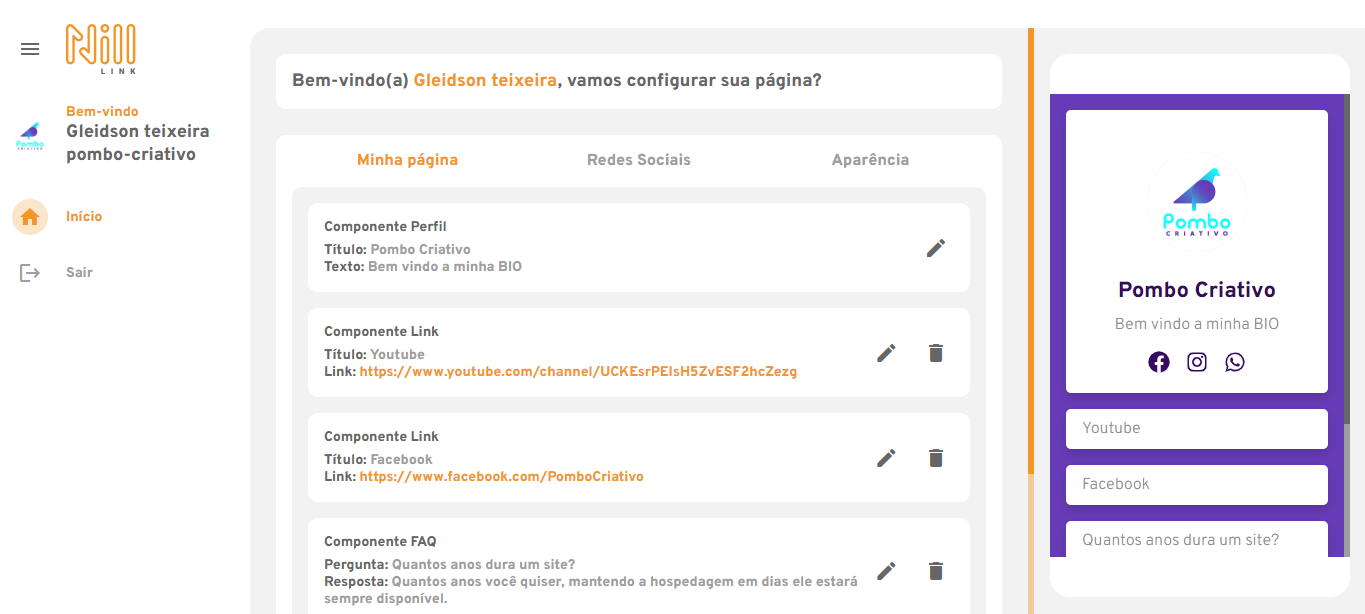 Nill
LINK
Bem-vindo
Gleidson teixeira
pombo-criativo
Pombo
CRIATIVO
Início
Sair
Bem-vindo(a) Gleidson teixeira, vamos configurar sua página?
Minha página
Redes Sociais
Aparência
Componente Perfil
Título: Pombo Criativo
Texto: Bem vindo a minha BIO
Componente Link
Título: Youtube
Link: https://www.youtube.com/channel/UCKEsrPElsH5ZvESF2hcZezg
Componente Link
Título: Facebook
Link: https://www.facebook.com/PomboCriativo
Componente FAQ
Pergunta: Quantos anos dura um site?
Resposta: Quantos anos você quiser, mantendo a hospedagem em dias ele estará
sempre disponível.
Pombo
CRIATIVO
Pombo Criativo
Bem vindo a minha BIO
Youtube
Facebook
Quantos anos dura um site?